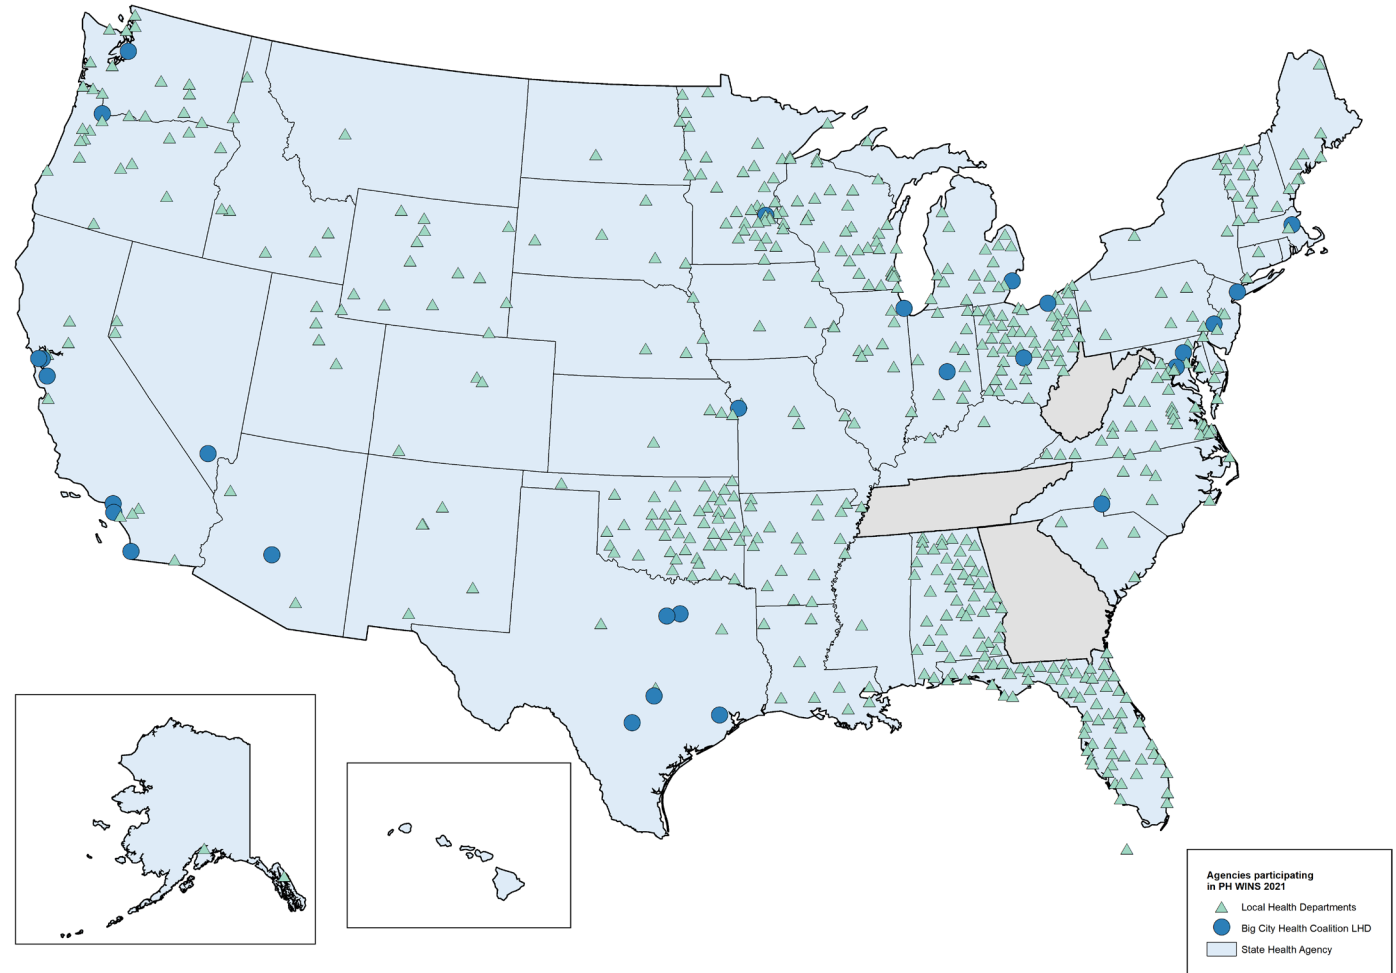 Agencies participating
in PH WINS 2021
Local Health Departments
Big City Health Coalition LHD
State Health Agency